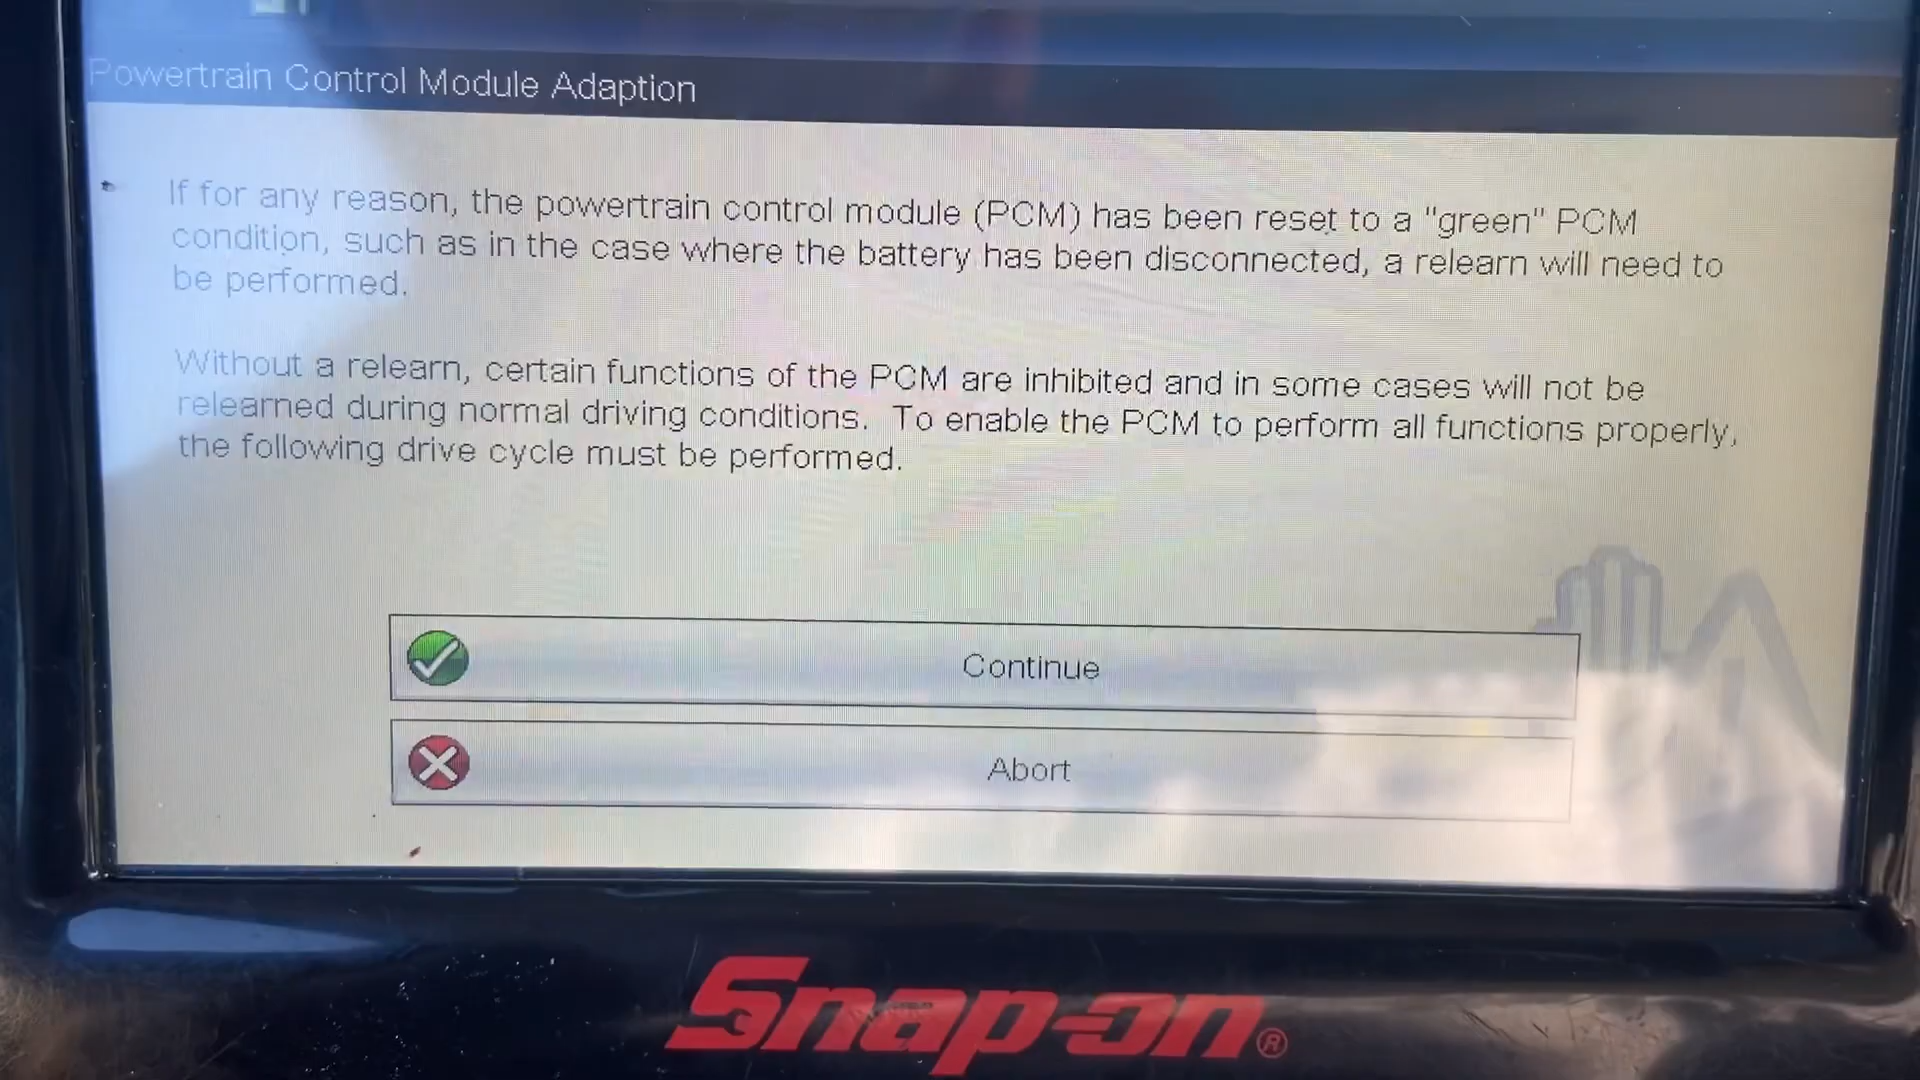 Powertrain Control Module Adaption
If for any reason, the powertrain control module (PCM) has been reset to a "green" PCM
condition, such as in the case where the battery has been disconnected, a relearn will need to
be performed.
Without a relearn, certain functions of the PCM are inhibited and in some cases will not be
relearned during normal driving conditions. To enable the PCM to perform all functions properly,
the following drive cycle must be performed.
Continue
Abort
Snap-on®